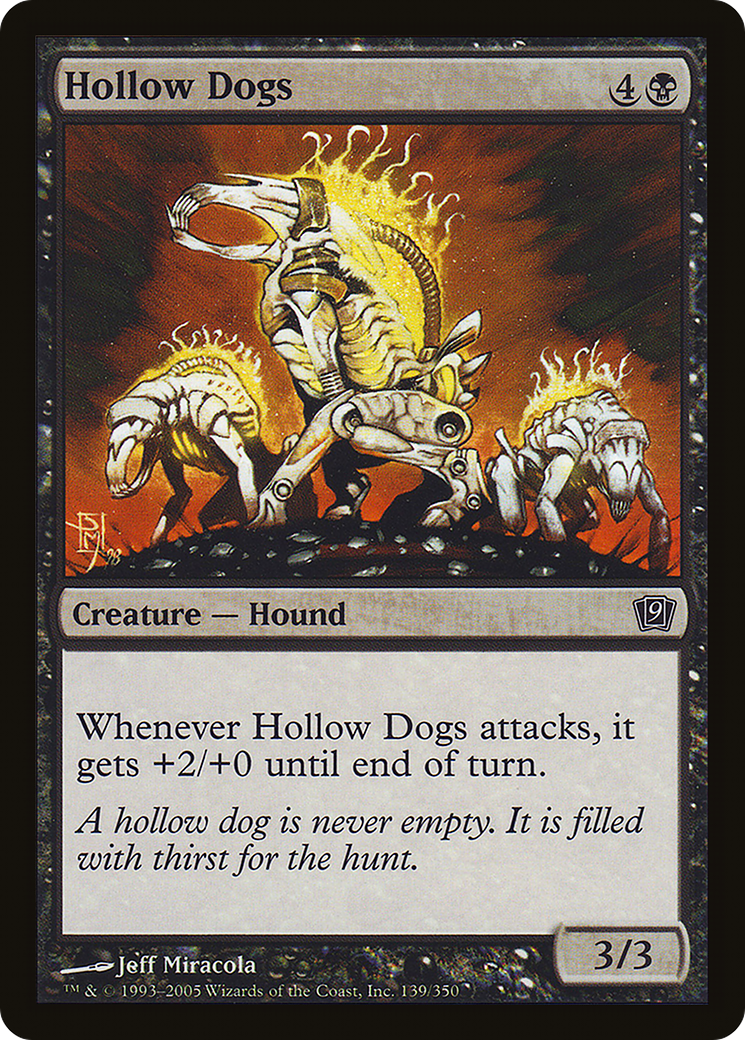 Hollow Dogs 4
Creature — Hound 9
Whenever Hollow Dogs attacks, it
gets +2/+0 until end of turn.
A hollow dog is never empty. It is filled
with thirst for the hunt.
3/3
Jeff Miracola
™ & © 1993–2005 Wizards of the Coast, Inc. 139/350